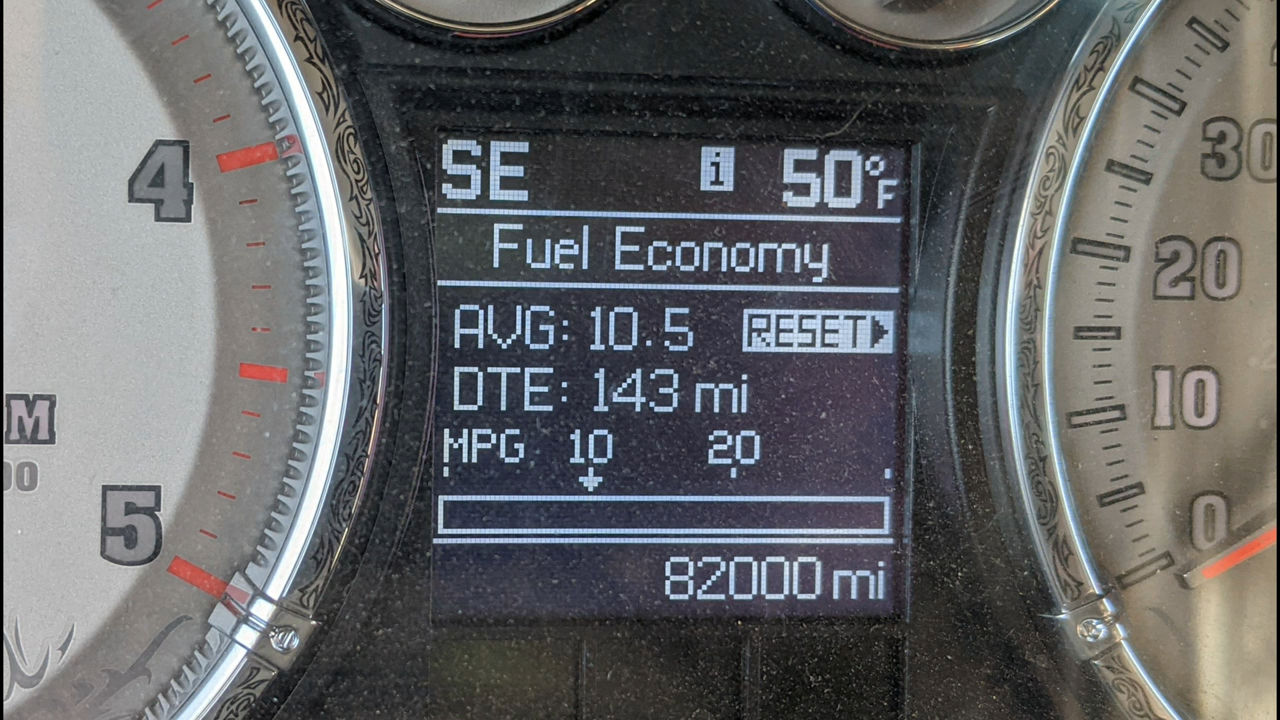 SE i 50°F
Fuel Economy
AVG: 10.5 RESET
DTE: 143 mi
MPG 10 20
82000 mi
4
5
M
00
30
20
10
0